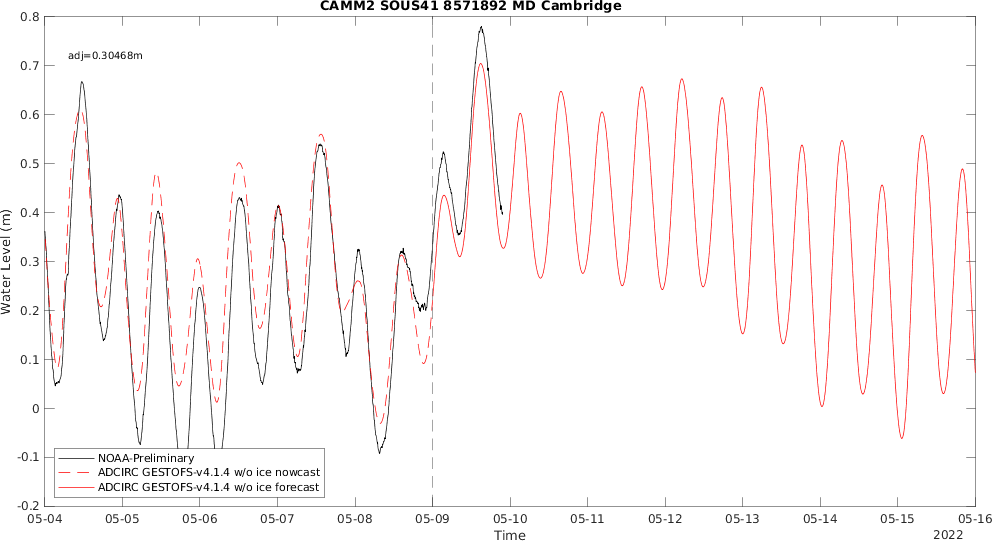 CAMM2 SOUS41 8571892 MD Cambridge
0.8
adj=0.30468m
0.7
0.6
0.5
0.4
0.3
0.2
0.1
0
-0.1
-0.2
Water Level (m)
NOAA-Preliminary
ADCIRC GESTOFS-v4.1.4 w/o ice nowcast
ADCIRC GESTOFS-v4.1.4 w/o ice forecast
05-04 05-05 05-06 05-07 05-08 05-09 05-10 05-11 05-12 05-13 05-14 05-15 05-16
Time
2022